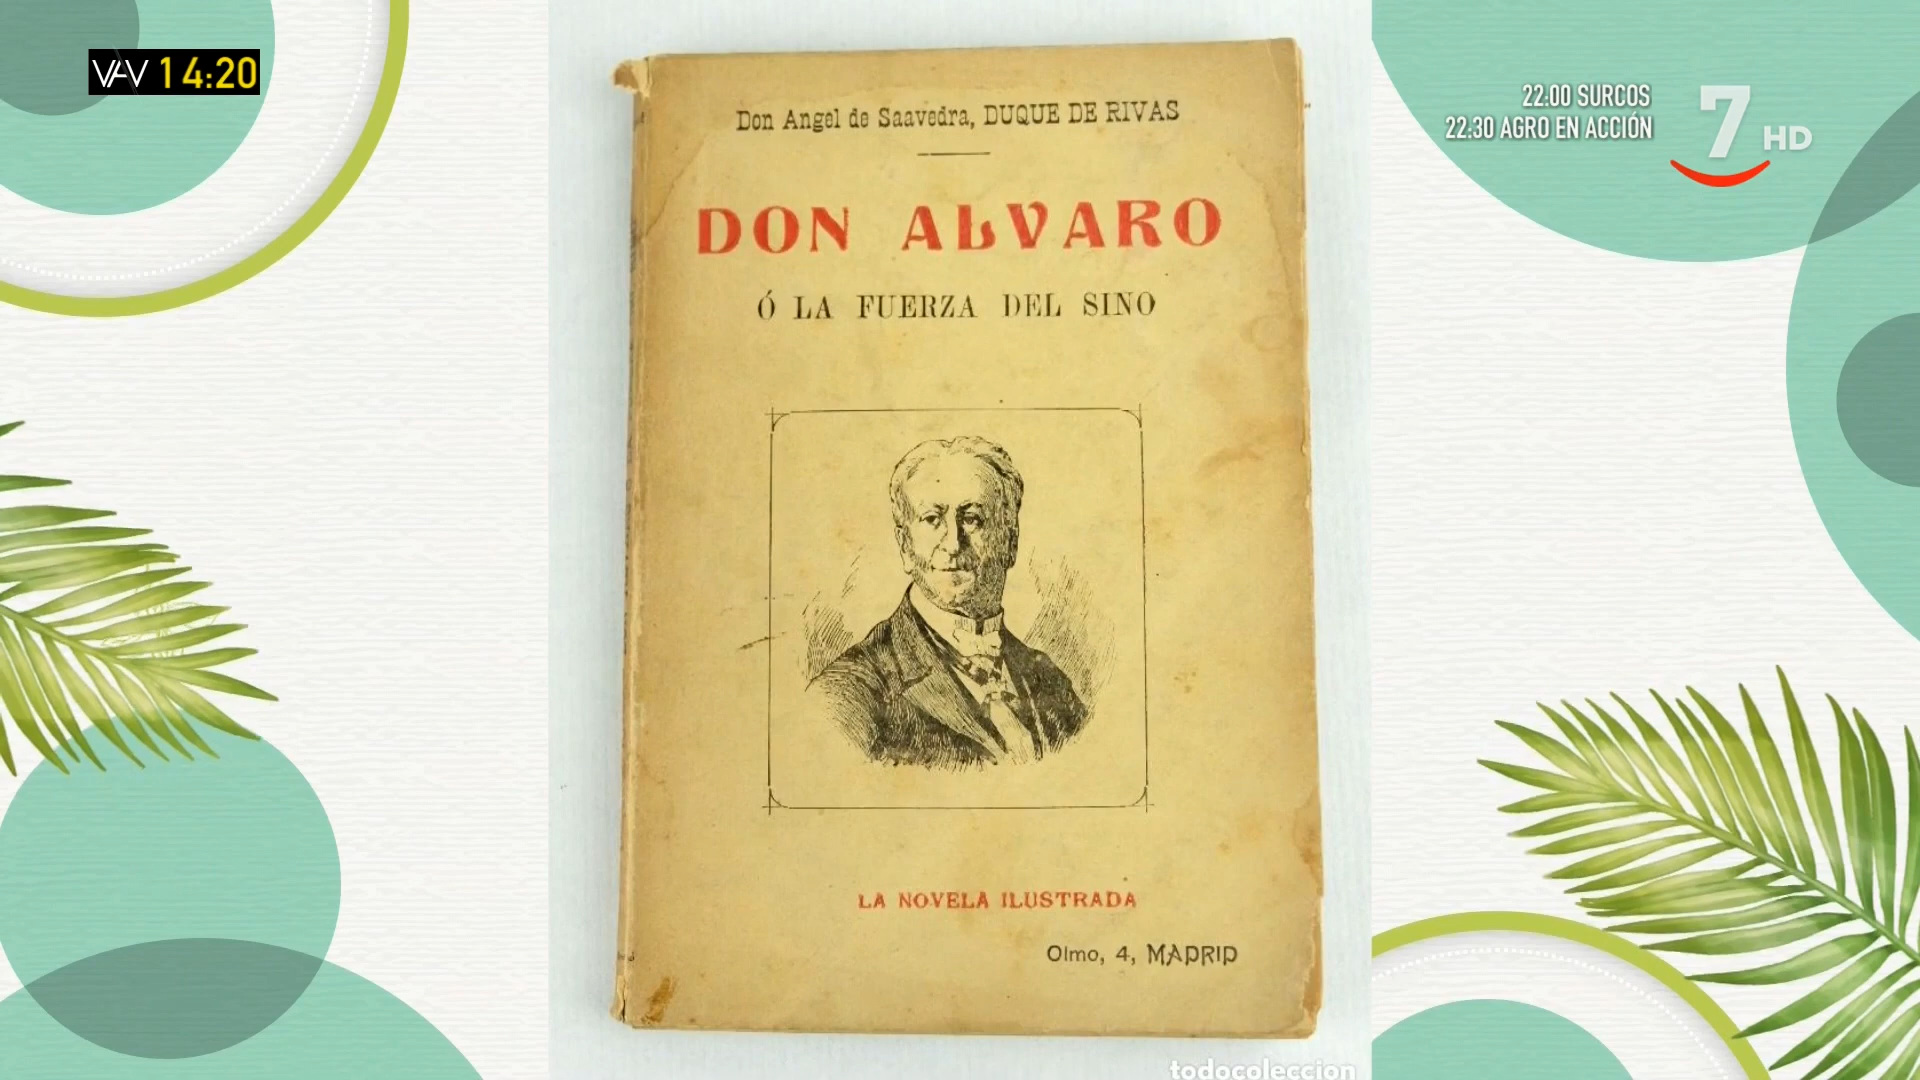 VAV 14:20
22:00 SURCOS
22:30 AGRO EN ACCIÓN
7 HD
Don Angel de Saavedra, DUQUE DE RIVAS
DON ALVARO
Ó LA FUERZA DEL SINO
LA NOVELA ILUSTRADA
Olmo, 4, MADRID
todocoleccion